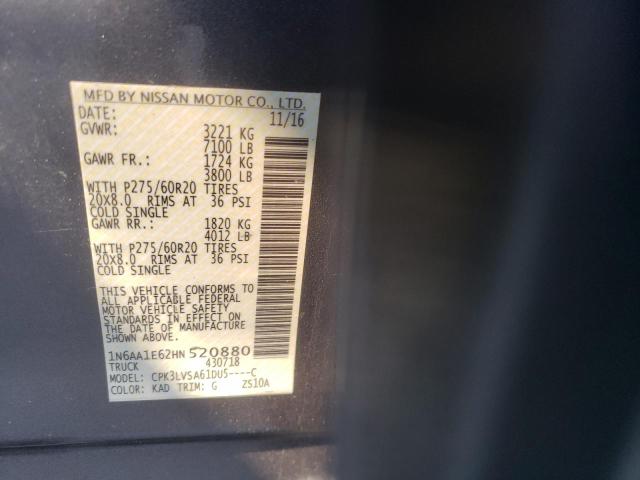 MFD BY NISSAN MOTOR CO., LTD.
DATE: 11/16
GVWR: 3221 KG
7100 LB
GAWR FR.: 1724 KG
3800 LB
WITH P275/60R20 TIRES
20X8.0 RIMS AT 36 PSI
COLD SINGLE
GAWR RR.: 1820 KG
4012 LB
WITH P275/60R20 TIRES
20X8.0 RIMS AT 36 PSI
COLD SINGLE
THIS VEHICLE CONFORMS TO
ALL APPLICABLE FEDERAL
MOTOR VEHICLE SAFETY
STANDARDS IN EFFECT ON
THE DATE OF MANUFACTURE
SHOWN ABOVE.
1N6AA1E62HN520880
TRUCK 430718
MODEL: CPK3LVSA61DU5----C
COLOR: KAD TRIM: G ZS10A